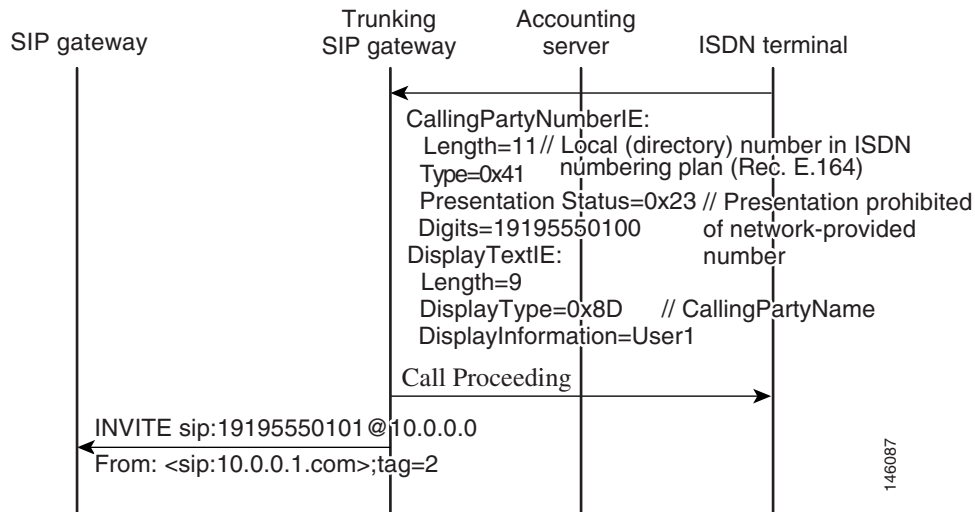 SIP gateway
Trunking
SIP gateway
Accounting
server
ISDN terminal
CallingPartyNumberIE:
Length=11// Local (directory) number in ISDN
numbering plan (Rec. E.164)
Type=0x41
Presentation Status=0x23 // Presentation prohibited
of network-provided
number
Digits=19195550100
DisplayTextIE:
Length=9
DisplayType=0x8D // CallingPartyName
DisplayInformation=User1
Call Proceeding
INVITE sip:19195550101@10.0.0.0
From: <sip:10.0.0.1.com>;tag=2
146087